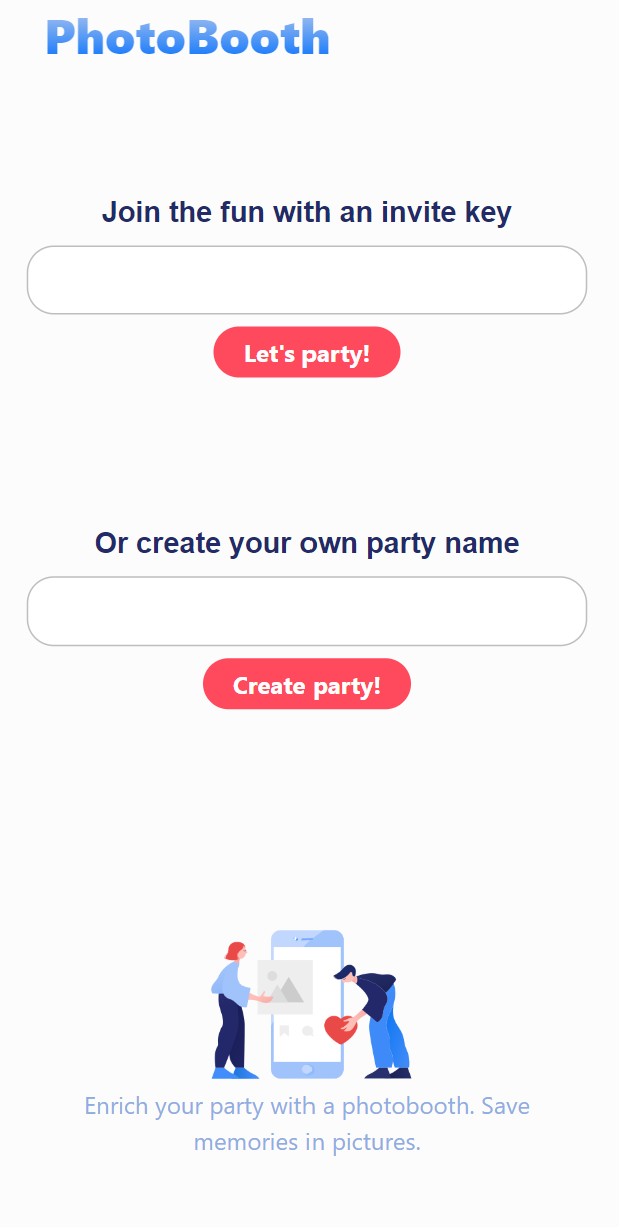 PhotoBooth
Join the fun with an invite key
Let's party!
Or create your own party name
Create party!
Enrich your party with a photobooth. Save
memories in pictures.